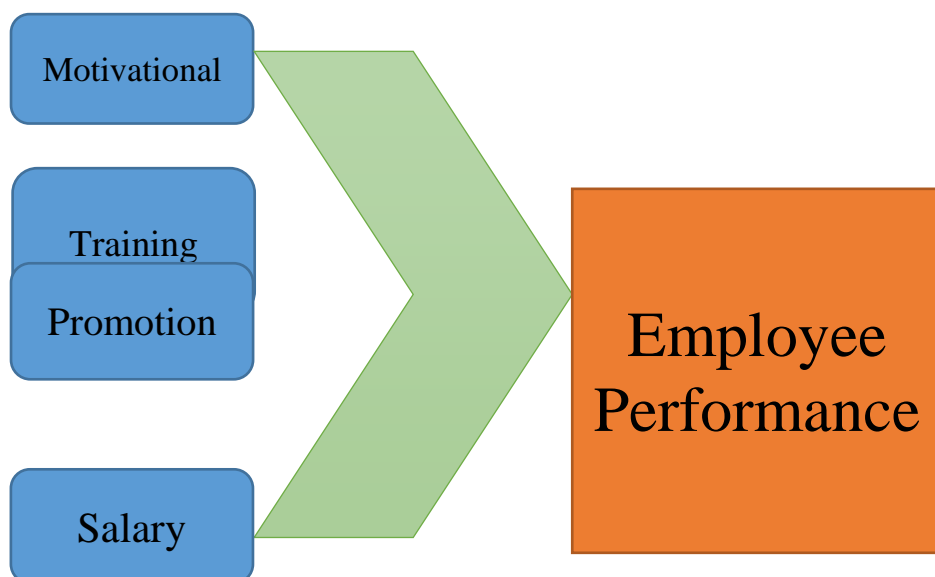 Motivational
Training
Promotion
Salary
Employee
Performance